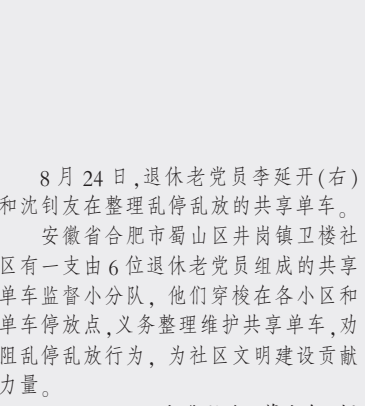 8月24日,退休老党员李延开(右)
和沈钊友在整理乱停乱放的共享单车。
安徽省合肥市蜀山区井岗镇卫楼社
区有一支由6位退休老党员组成的共享
单车监督小分队，他们穿梭在各小区和
单车停放点,义务整理维护共享单车,劝
阻乱停乱放行为，为社区文明建设贡献
力量。